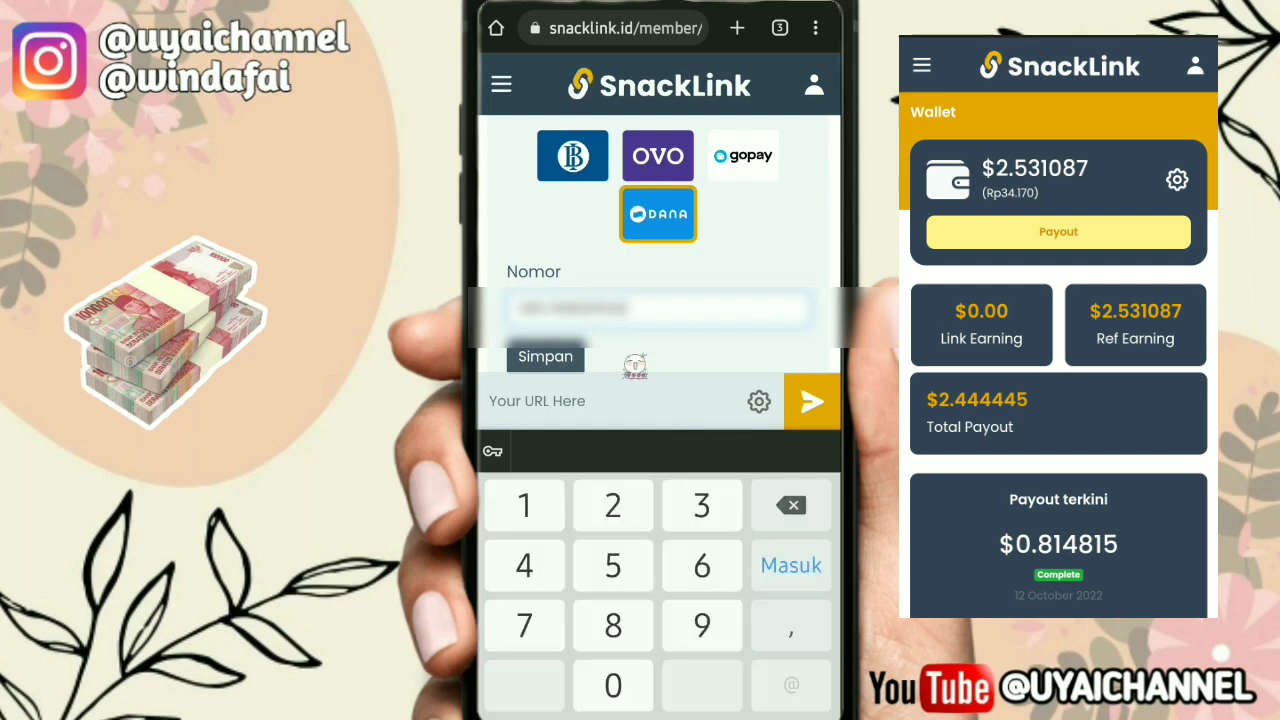 @uyaichannel
@windafai
snacklink.id/member/
3
SnackLink
OVO
gopay
DANA
Nomor
Simpan
Your URL Here
1 2 3
4 5 6 Masuk
7 8 9 ,
0 @
SnackLink
Wallet
$2.531087
(Rp34.170)
Payout
$0.00
Link Earning
$2.531087
Ref Earning
$2.444445
Total Payout
Payout terkini
$0.814815
Complete
12 October 2022
100000
YouTube @UYAICHANNEL